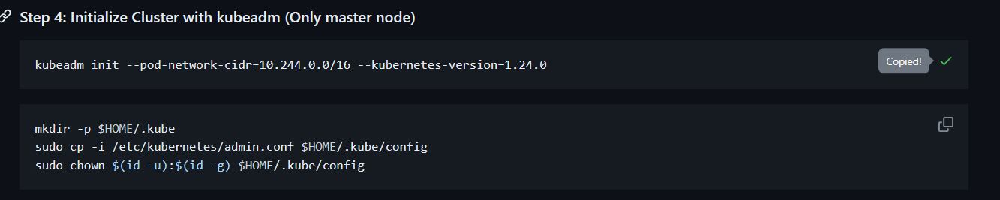 Step 4: Initialize Cluster with kubeadm (Only master node)
kubeadm init --pod-network-cidr=10.244.0.0/16 --kubernetes-version=1.24.0
Copied!
mkdir -p $HOME/.kube
sudo cp -i /etc/kubernetes/admin.conf $HOME/.kube/config
sudo chown $(id -u):$(id -g) $HOME/.kube/config